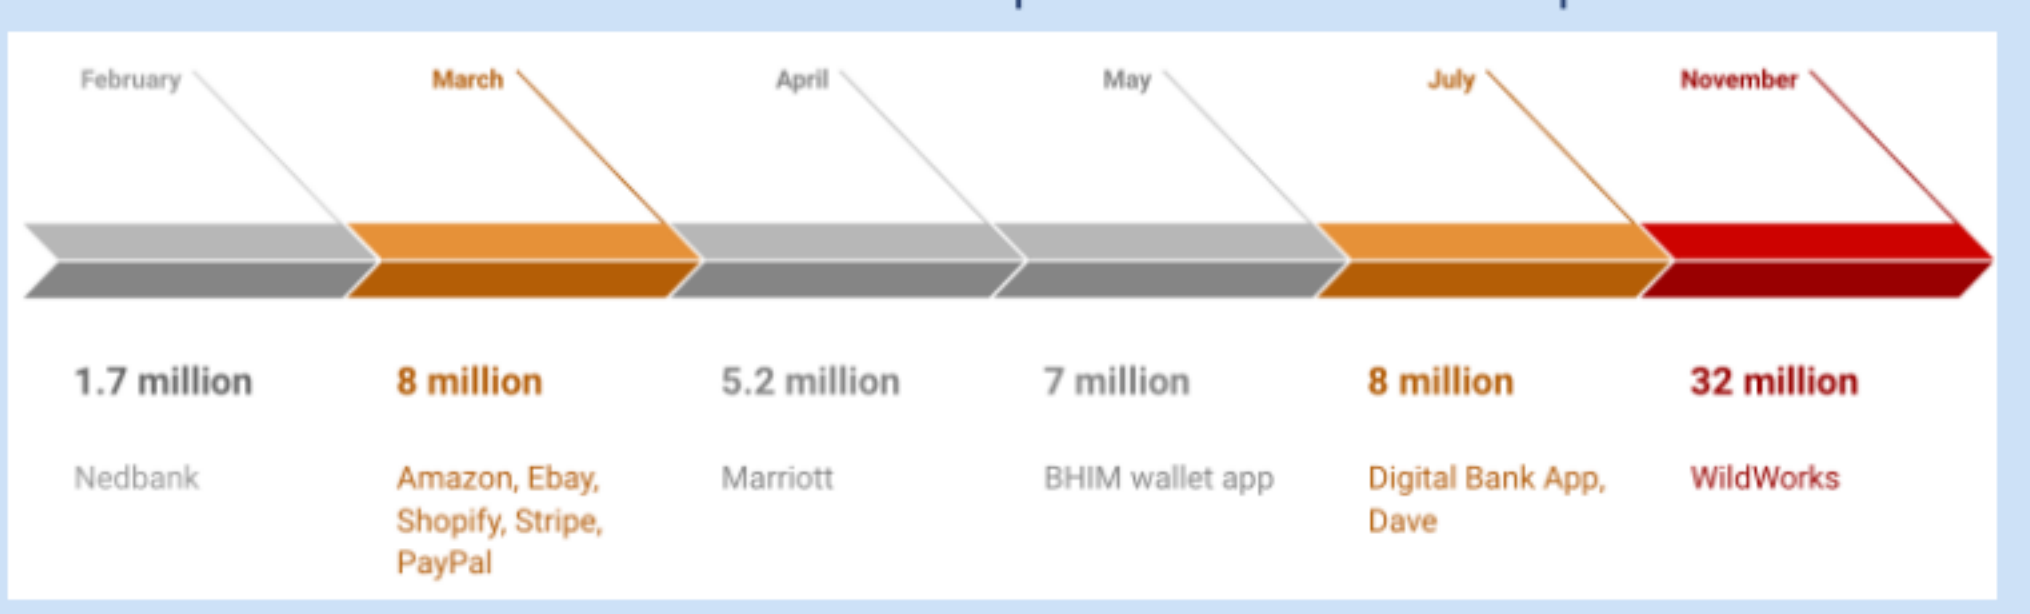 February
March
April
May
July
November
1.7 million
8 million
5.2 million
7 million
8 million
32 million
Nedbank
Amazon, Ebay,
Shopify, Stripe,
PayPal
Marriott
BHIM wallet app
Digital Bank App,
Dave
WildWorks